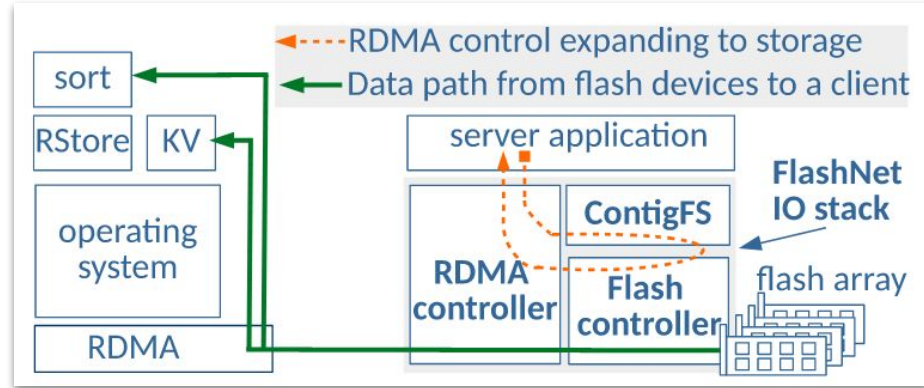 RDMA control expanding to storage
Data path from flash devices to a client
sort
RStore
KV
operating
system
RDMA
server application
FlashNet
IO stack
ContigFS
RDMA
controller
Flash
controller
flash array